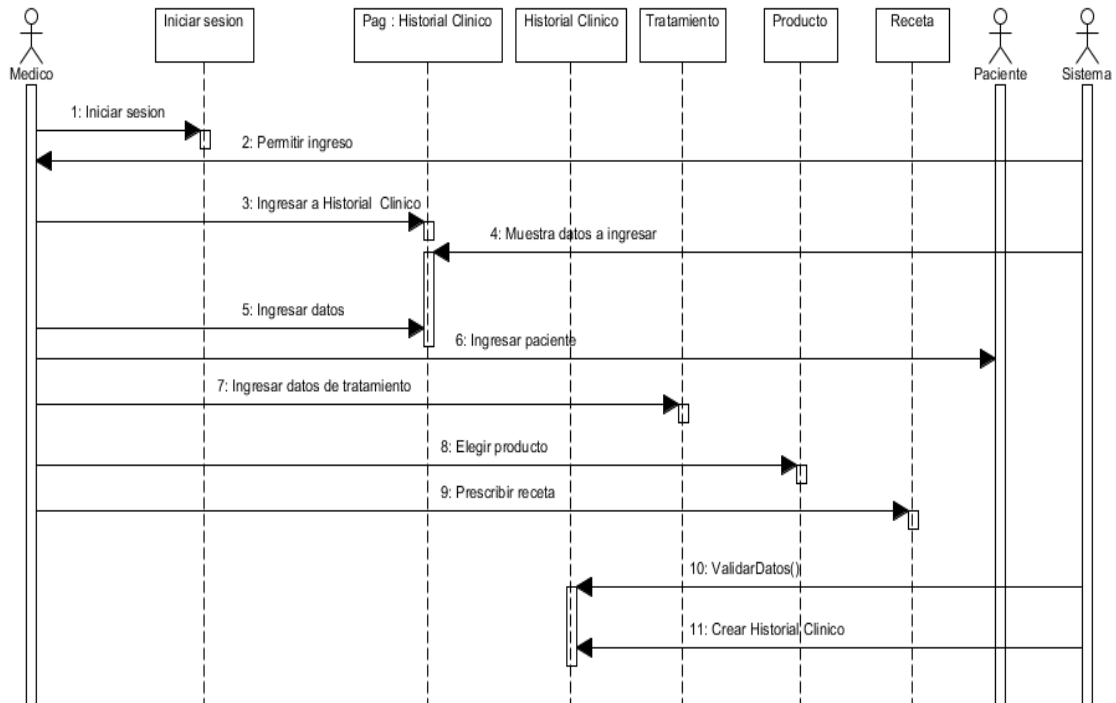 Iniciar sesion
Pag : Historial Clinico
Historial Clinico
Tratamiento
Producto
Receta
Medico
Paciente
Sistema
1: Iniciar sesion
2: Permitir ingreso
3: Ingresar a Historial Clinico
4: Muestra datos a ingresar
5: Ingresar datos
6: Ingresar paciente
7: Ingresar datos de tratamiento
8: Elegir producto
9: Prescribir receta
10: ValidarDatos()
11: Crear Historial Clinico